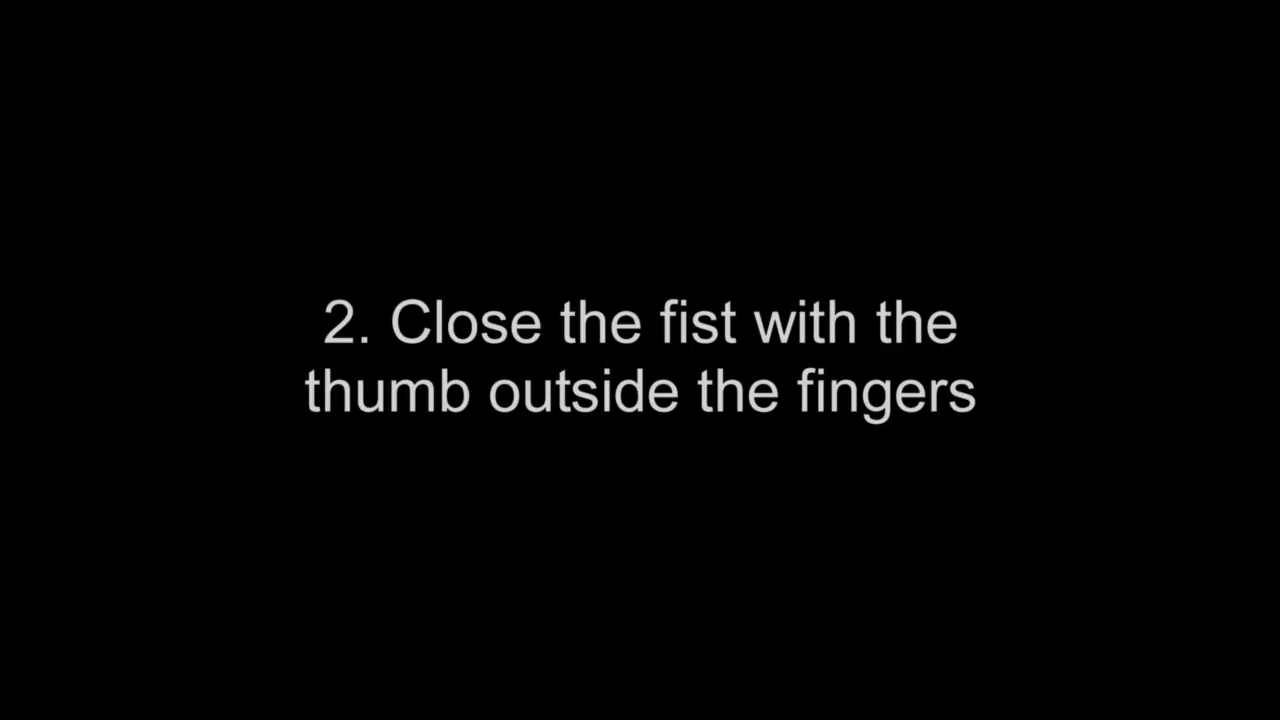 2. Close the fist with the
thumb outside the fingers